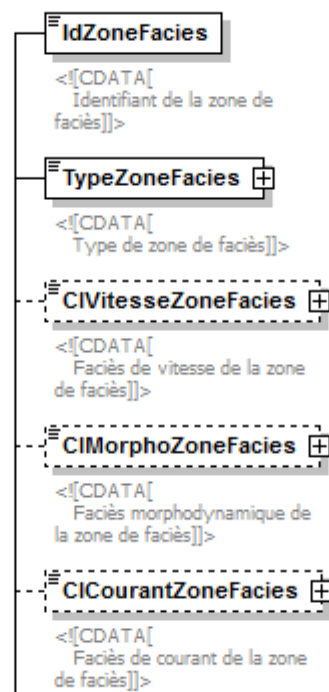 IdZoneFacies
<![CDATA[
Identifiant de la zone de
faciès]]>
TypeZoneFacies
<![CDATA[
Type de zone de faciès]]>
ClVitesseZoneFacies
<![CDATA[
Faciès de vitesse de la zone
de faciès]]>
ClMorphoZoneFacies
<![CDATA[
Faciès morphodynamique de
la zone de faciès]]>
ClCourantZoneFacies
<![CDATA[
Faciès de courant de la zone
de faciès]]>